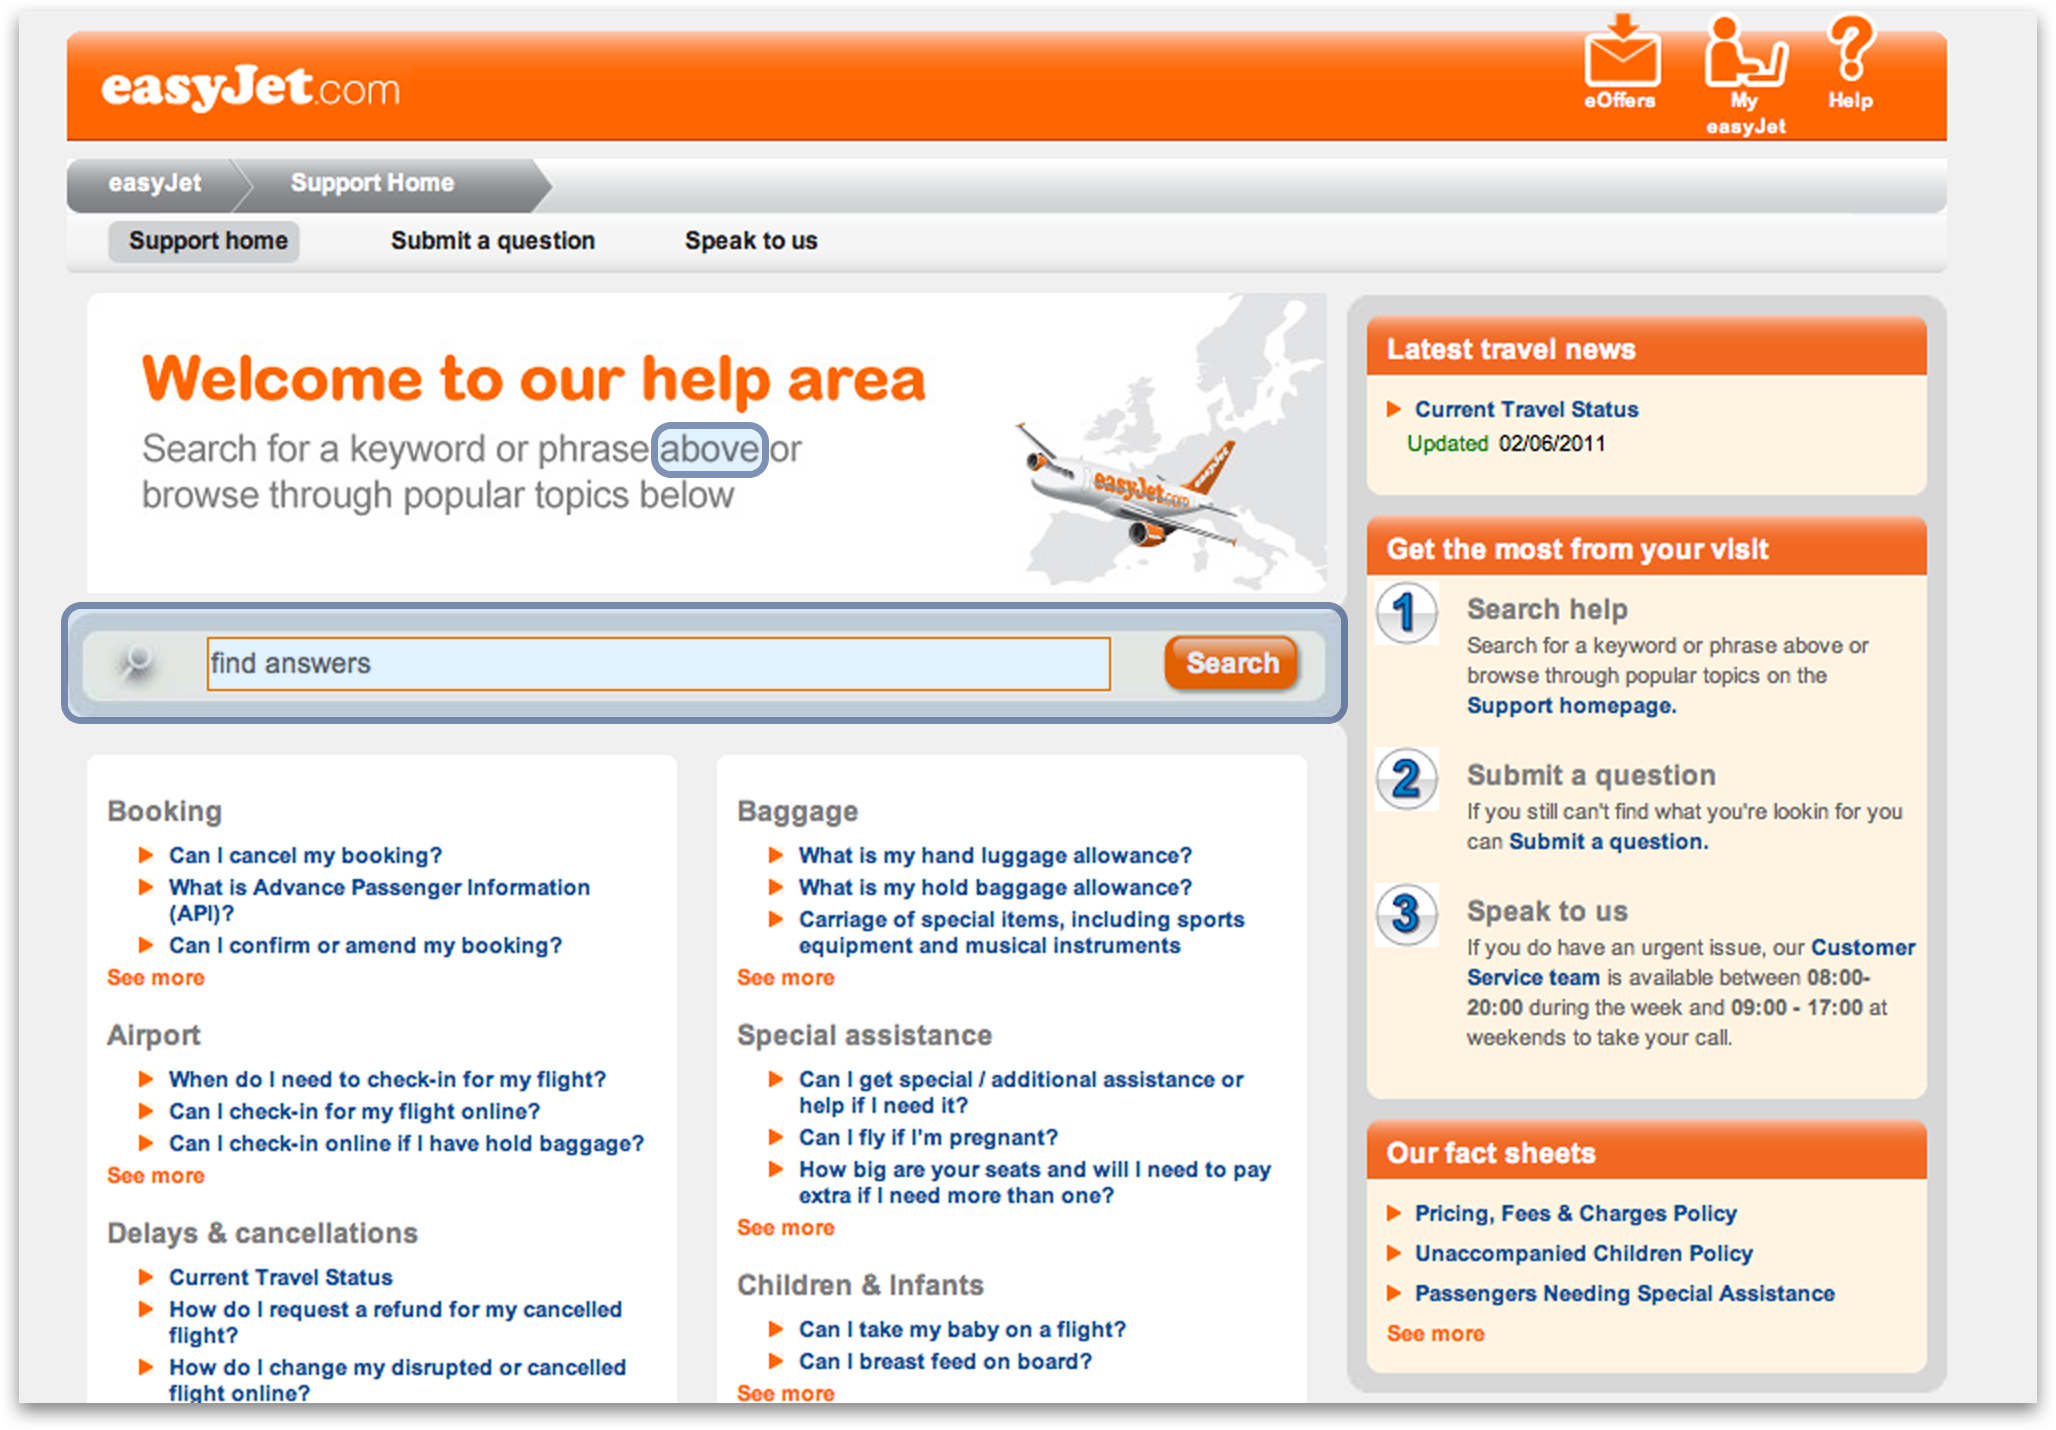 easyJet.com
eOffers
My
easyJet
Help
easyJet
Support Home
Support home
Submit a question
Speak to us
Welcome to our help area
Search for a keyword or phrase above or
browse through popular topics below
easyJet.com
easyJet
find answers
Search
Booking
Can I cancel my booking?
What is Advance Passenger Information
(API)?
Can I confirm or amend my booking?
See more
Airport
When do I need to check-in for my flight?
Can I check-in for my flight online?
Can I check-in online if I have hold baggage?
See more
Delays & cancellations
Current Travel Status
How do I request a refund for my cancelled
flight?
How do I change my disrupted or cancelled
flight online?
Baggage
What is my hand luggage allowance?
What is my hold baggage allowance?
Carriage of special items, including sports
equipment and musical instruments
See more
Special assistance
Can I get special / additional assistance or
help if I need it?
Can I fly if I'm pregnant?
How big are your seats and will I need to pay
extra if I need more than one?
See more
Children & Infants
Can I take my baby on a flight?
Can I breast feed on board?
See more
Latest travel news
Current Travel Status
Updated 02/06/2011
Get the most from your visit
1
Search help
Search for a keyword or phrase above or
browse through popular topics on the
Support homepage.
2
Submit a question
If you still can't find what you're lookin for you
can Submit a question.
3
Speak to us
If you do have an urgent issue, our Customer
Service team is available between 08:00-
20:00 during the week and 09:00 - 17:00 at
weekends to take your call.
Our fact sheets
Pricing, Fees & Charges Policy
Unaccompanied Children Policy
Passengers Needing Special Assistance
See more